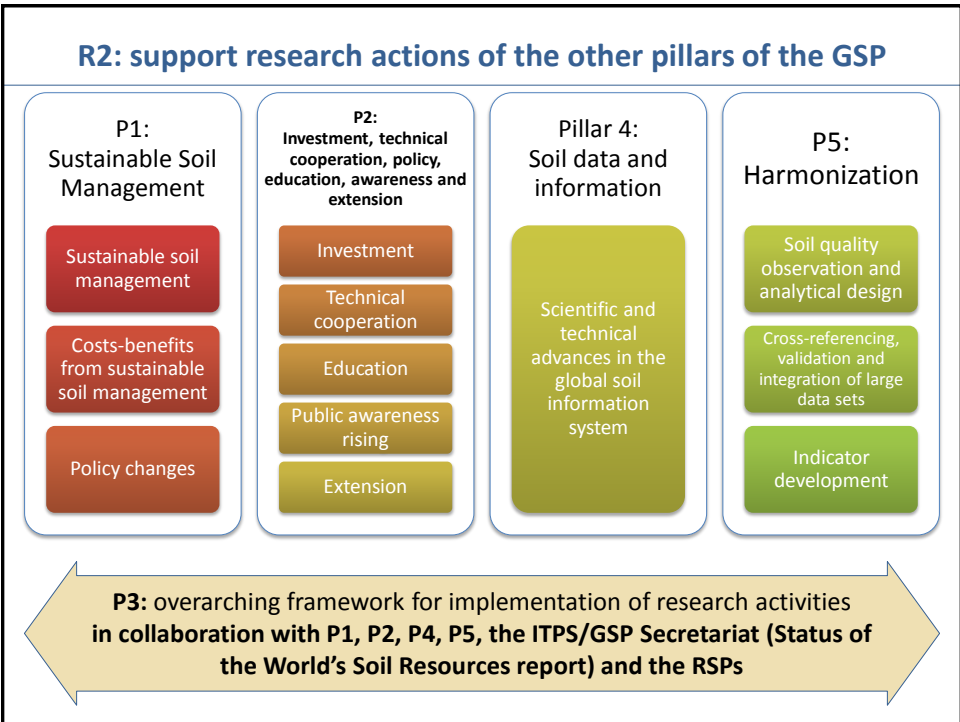 R2: support research actions of the other pillars of the GSP
P1:
Sustainable Soil
Management
Sustainable soil
management
Costs-benefits
from sustainable
soil management
Policy changes
P2:
Investment, technical
cooperation, policy,
education, awareness and
extension
Investment
Technical
cooperation
Education
Public awareness
rising
Extension
Pillar 4:
Soil data and
information
Scientific and
technical
advances in the
global soil
information
system
P5:
Harmonization
Soil quality
observation and
analytical design
Cross-referencing,
validation and
integration of large
data sets
Indicator
development
P3: overarching framework for implementation of research activities
in collaboration with P1, P2, P4, P5, the ITPS/GSP Secretariat (Status of
the World’s Soil Resources report) and the RSPs